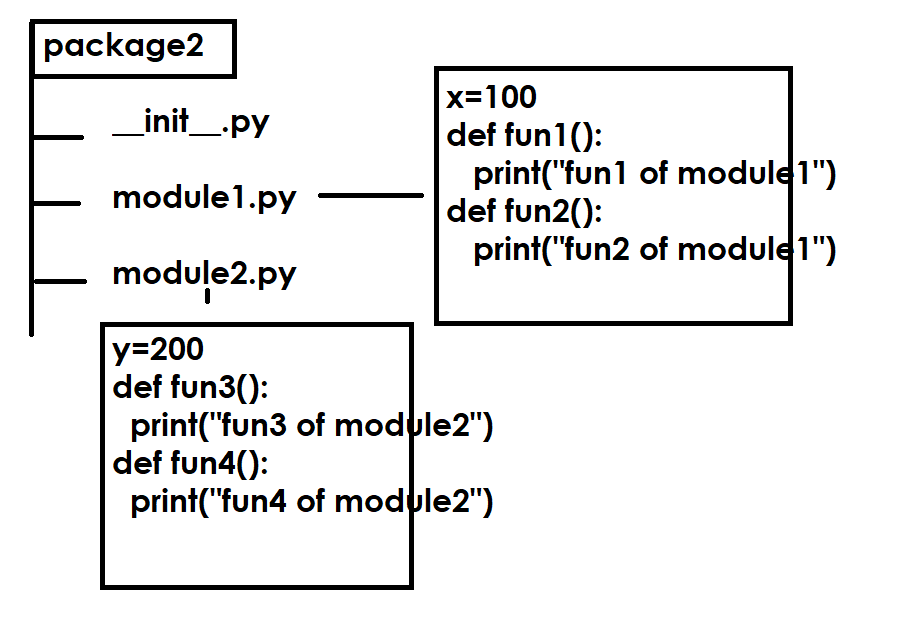 package2
__init__.py
module1.py
x=100
def fun1():
print("fun1 of module1")
def fun2():
print("fun2 of module1")
module2.py
y=200
def fun3():
print("fun3 of module2")
def fun4():
print("fun4 of module2")